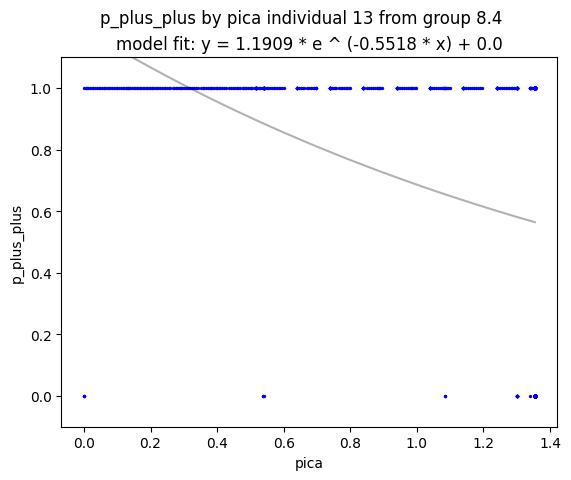 p_plus_plus by pica individual 13 from group 8.4
model fit: y = 1.1909 * e ^ (-0.5518 * x) + 0.0
1.0
0.8
0.6
0.4
0.2
0.0
p_plus_plus
0.0 0.2 0.4 0.6 0.8 1.0 1.2 1.4
pica